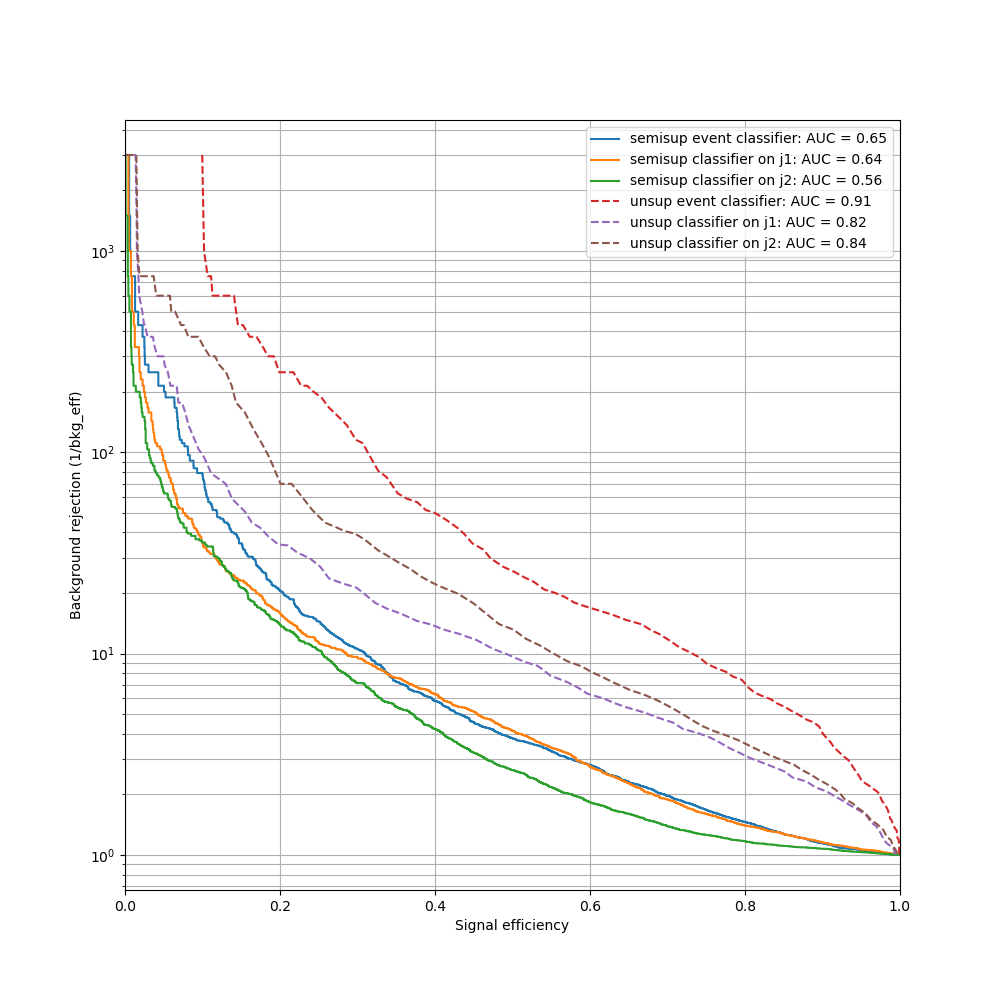 semisup event classifier: AUC = 0.65
semisup classifier on j1: AUC = 0.64
semisup classifier on j2: AUC = 0.56
unsup event classifier: AUC = 0.91
unsup classifier on j1: AUC = 0.82
unsup classifier on j2: AUC = 0.84
Background rejection (1/bkg_eff)
10³
10²
10¹
10⁰
0.0 0.2 0.4 0.6 0.8 1.0
Signal efficiency